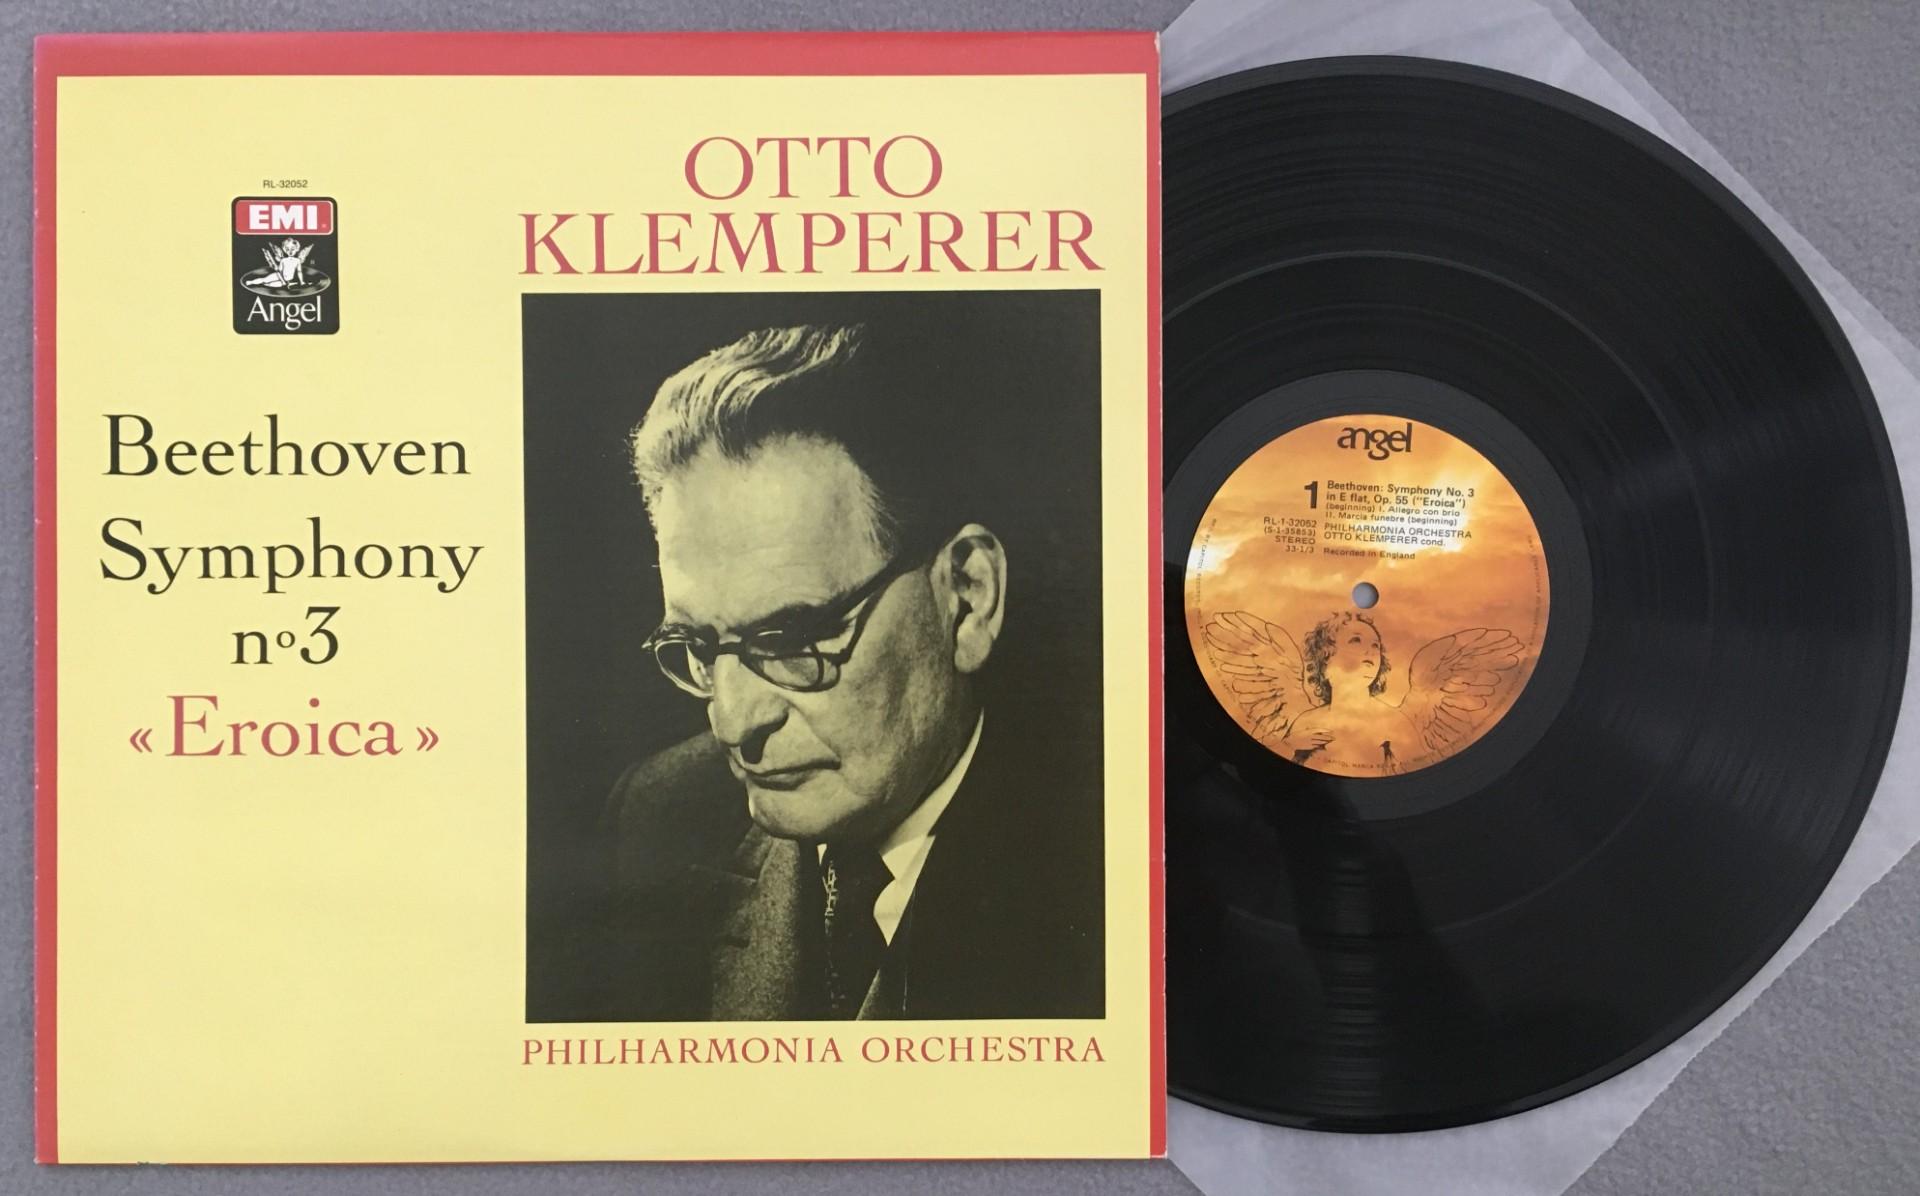 RL-32052
EMI
Angel
Beethoven
Symphony
nº3
«Eroica»
OTTO
KLEMPERER
PHILHARMONIA ORCHESTRA
angel
1
Beethoven: Symphony No. 3
in E flat, Op. 55 ("Eroica")
(beginning) I. Allegro con brio
II. Marcia funebre (beginning)
RL-1-32052
(S-1-35853)
STEREO
33-1/3
PHILHARMONIA ORCHESTRA
OTTO KLEMPERER cond.
Recorded in England